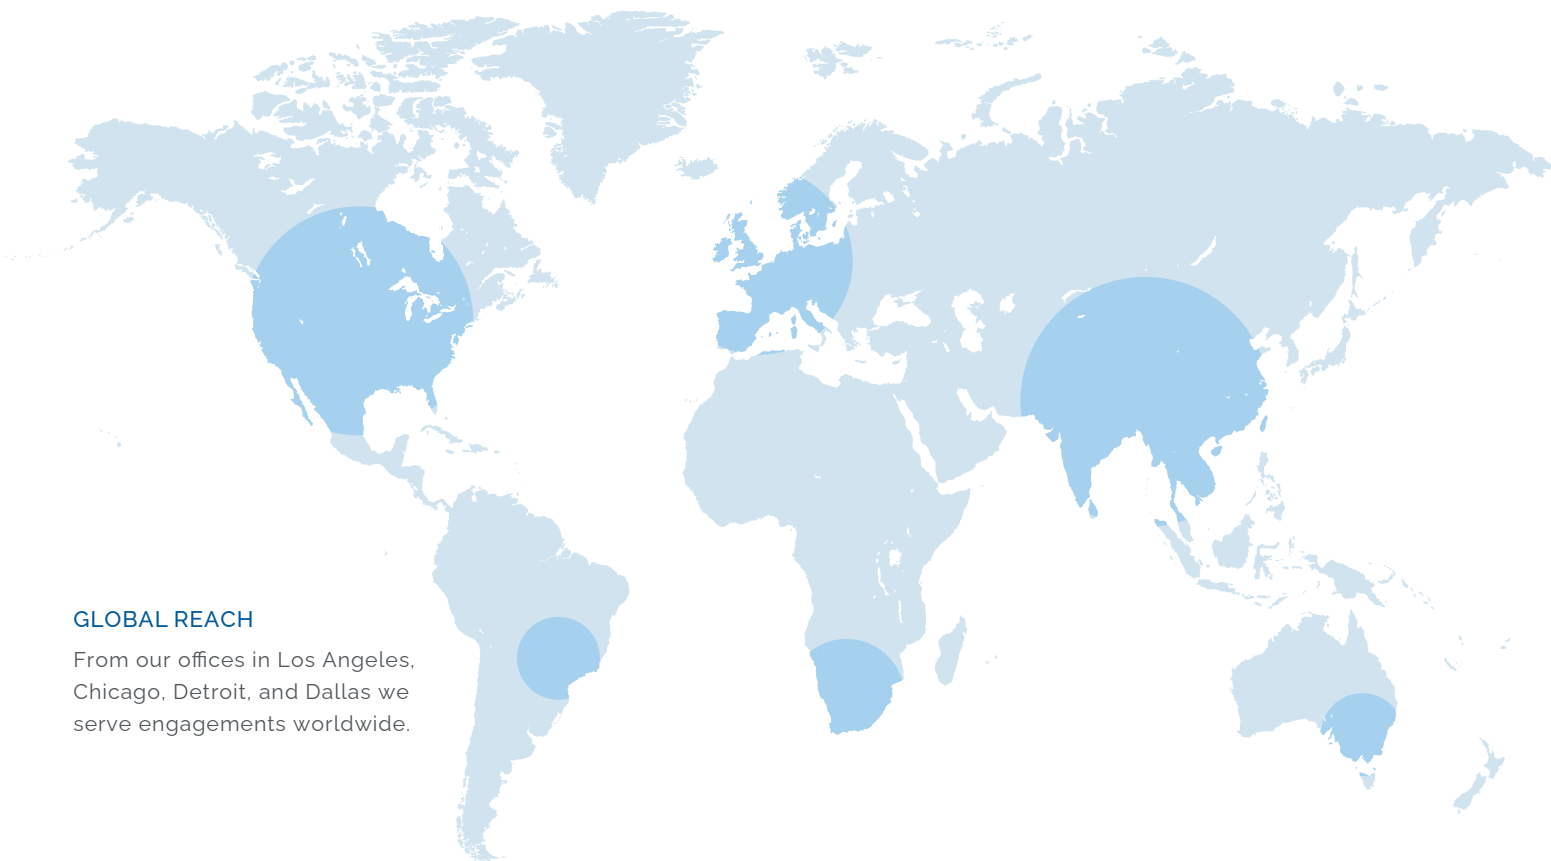 GLOBAL REACH
From our offices in Los Angeles,
Chicago, Detroit, and Dallas we
serve engagements worldwide.